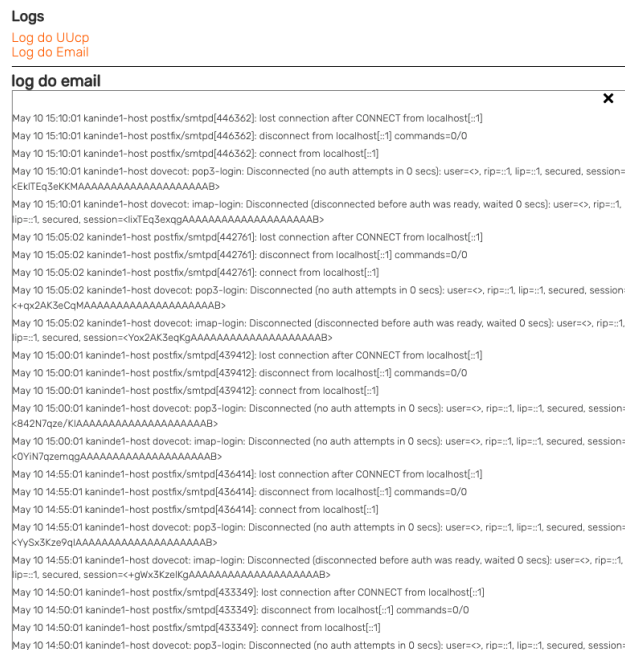 Logs
Log do UUcp
Log do Email
log do email
×
May 10 15:10:01 kaninde1-host postfix/smtpd[446362]: lost connection after CONNECT from localhost[::1]
May 10 15:10:01 kaninde1-host postfix/smtpd[446362]: disconnect from localhost[::1] commands=0/0
May 10 15:10:01 kaninde1-host postfix/smtpd[446362]: connect from localhost[::1]
May 10 15:10:01 kaninde1-host dovecot: pop3-login: Disconnected (no auth attempts in 0 secs): user=<>, rip=::1, lip=::1, secured, session=
<EklTEq3eKKMAAAAAAAAAAAAAAAAAAAAB>
May 10 15:10:01 kaninde1-host dovecot: imap-login: Disconnected (disconnected before auth was ready, waited 0 secs): user=<>, rip=::1,
lip=::1, secured, session=<IixTEq3exqgAAAAAAAAAAAAAAAAAAAAB>
May 10 15:05:02 kaninde1-host postfix/smtpd[442761]: lost connection after CONNECT from localhost[::1]
May 10 15:05:02 kaninde1-host postfix/smtpd[442761]: disconnect from localhost[::1] commands=0/0
May 10 15:05:02 kaninde1-host postfix/smtpd[442761]: connect from localhost[::1]
May 10 15:05:02 kaninde1-host dovecot: pop3-login: Disconnected (no auth attempts in 0 secs): user=<>, rip=::1, lip=::1, secured, session=
<+qx2AK3eCqMAAAAAAAAAAAAAAAAAAAAB>
May 10 15:05:02 kaninde1-host dovecot: imap-login: Disconnected (disconnected before auth was ready, waited 0 secs): user=<>, rip=::1,
lip=::1, secured, session=<Yox2AK3eqKgAAAAAAAAAAAAAAAAAAAAB>
May 10 15:00:01 kaninde1-host postfix/smtpd[439412]: lost connection after CONNECT from localhost[::1]
May 10 15:00:01 kaninde1-host postfix/smtpd[439412]: disconnect from localhost[::1] commands=0/0
May 10 15:00:01 kaninde1-host postfix/smtpd[439412]: connect from localhost[::1]
May 10 15:00:01 kaninde1-host dovecot: pop3-login: Disconnected (no auth attempts in 0 secs): user=<>, rip=::1, lip=::1, secured, session=
<842N7qze/KIAAAAAAAAAAAAAAAAAAAAB>
May 10 15:00:01 kaninde1-host dovecot: imap-login: Disconnected (no auth attempts in 0 secs): user=<>, rip=::1, lip=::1, secured, session=
<0YiN7qzemqgAAAAAAAAAAAAAAAAAAAAB>
May 10 14:55:01 kaninde1-host postfix/smtpd[436414]: lost connection after CONNECT from localhost[::1]
May 10 14:55:01 kaninde1-host postfix/smtpd[436414]: disconnect from localhost[::1] commands=0/0
May 10 14:55:01 kaninde1-host postfix/smtpd[436414]: connect from localhost[::1]
May 10 14:55:01 kaninde1-host dovecot: pop3-login: Disconnected (no auth attempts in 0 secs): user=<>, rip=::1, lip=::1, secured, session=
<YySx3Kze9qIAAAAAAAAAAAAAAAAAAAAB>
May 10 14:55:01 kaninde1-host dovecot: imap-login: Disconnected (disconnected before auth was ready, waited 0 secs): user=<>, rip=::1,
lip=::1, secured, session=<+gWx3KzelKgAAAAAAAAAAAAAAAAAAAAB>
May 10 14:50:01 kaninde1-host postfix/smtpd[433349]: lost connection after CONNECT from localhost[::1]
May 10 14:50:01 kaninde1-host postfix/smtpd[433349]: disconnect from localhost[::1] commands=0/0
May 10 14:50:01 kaninde1-host postfix/smtpd[433349]: connect from localhost[::1]
May 10 14:50:01 kaninde1-host dovecot: pop3-login: Disconnected (no auth attempts in 0 secs): user=<>, rip=::1, lip=::1, secured, session=